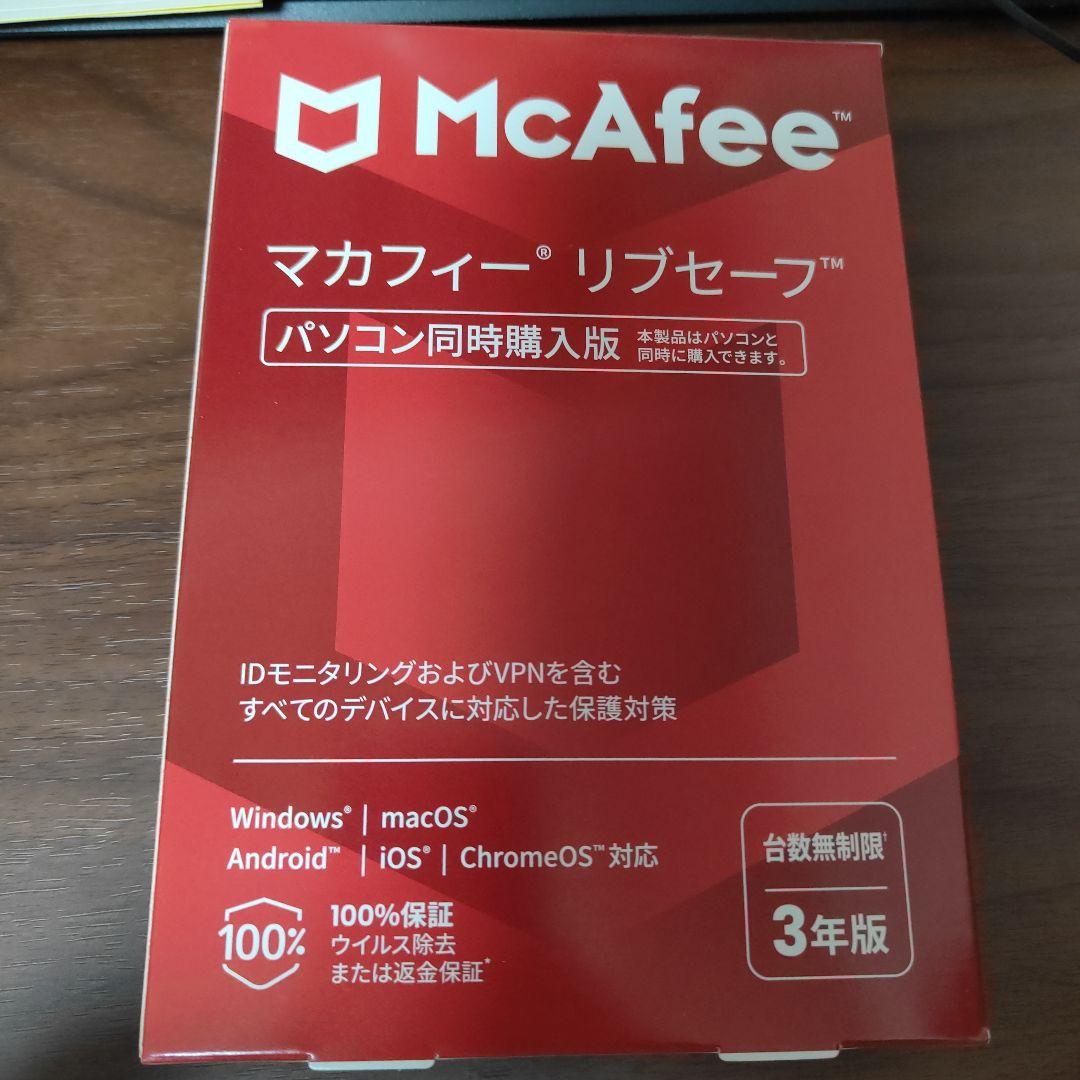 McAfee™
マカフィー® リブセーフ™
パソコン同時購入版
本製品はパソコンと
同時に購入できます。
IDモニタリングおよびVPNを含む
すべてのデバイスに対応した保護対策
Windows® | macOS®
Android™ | iOS® | ChromeOS™ 対応
100%
100%保証
ウイルス除去
または返金保証*
台数無制限†
3年版